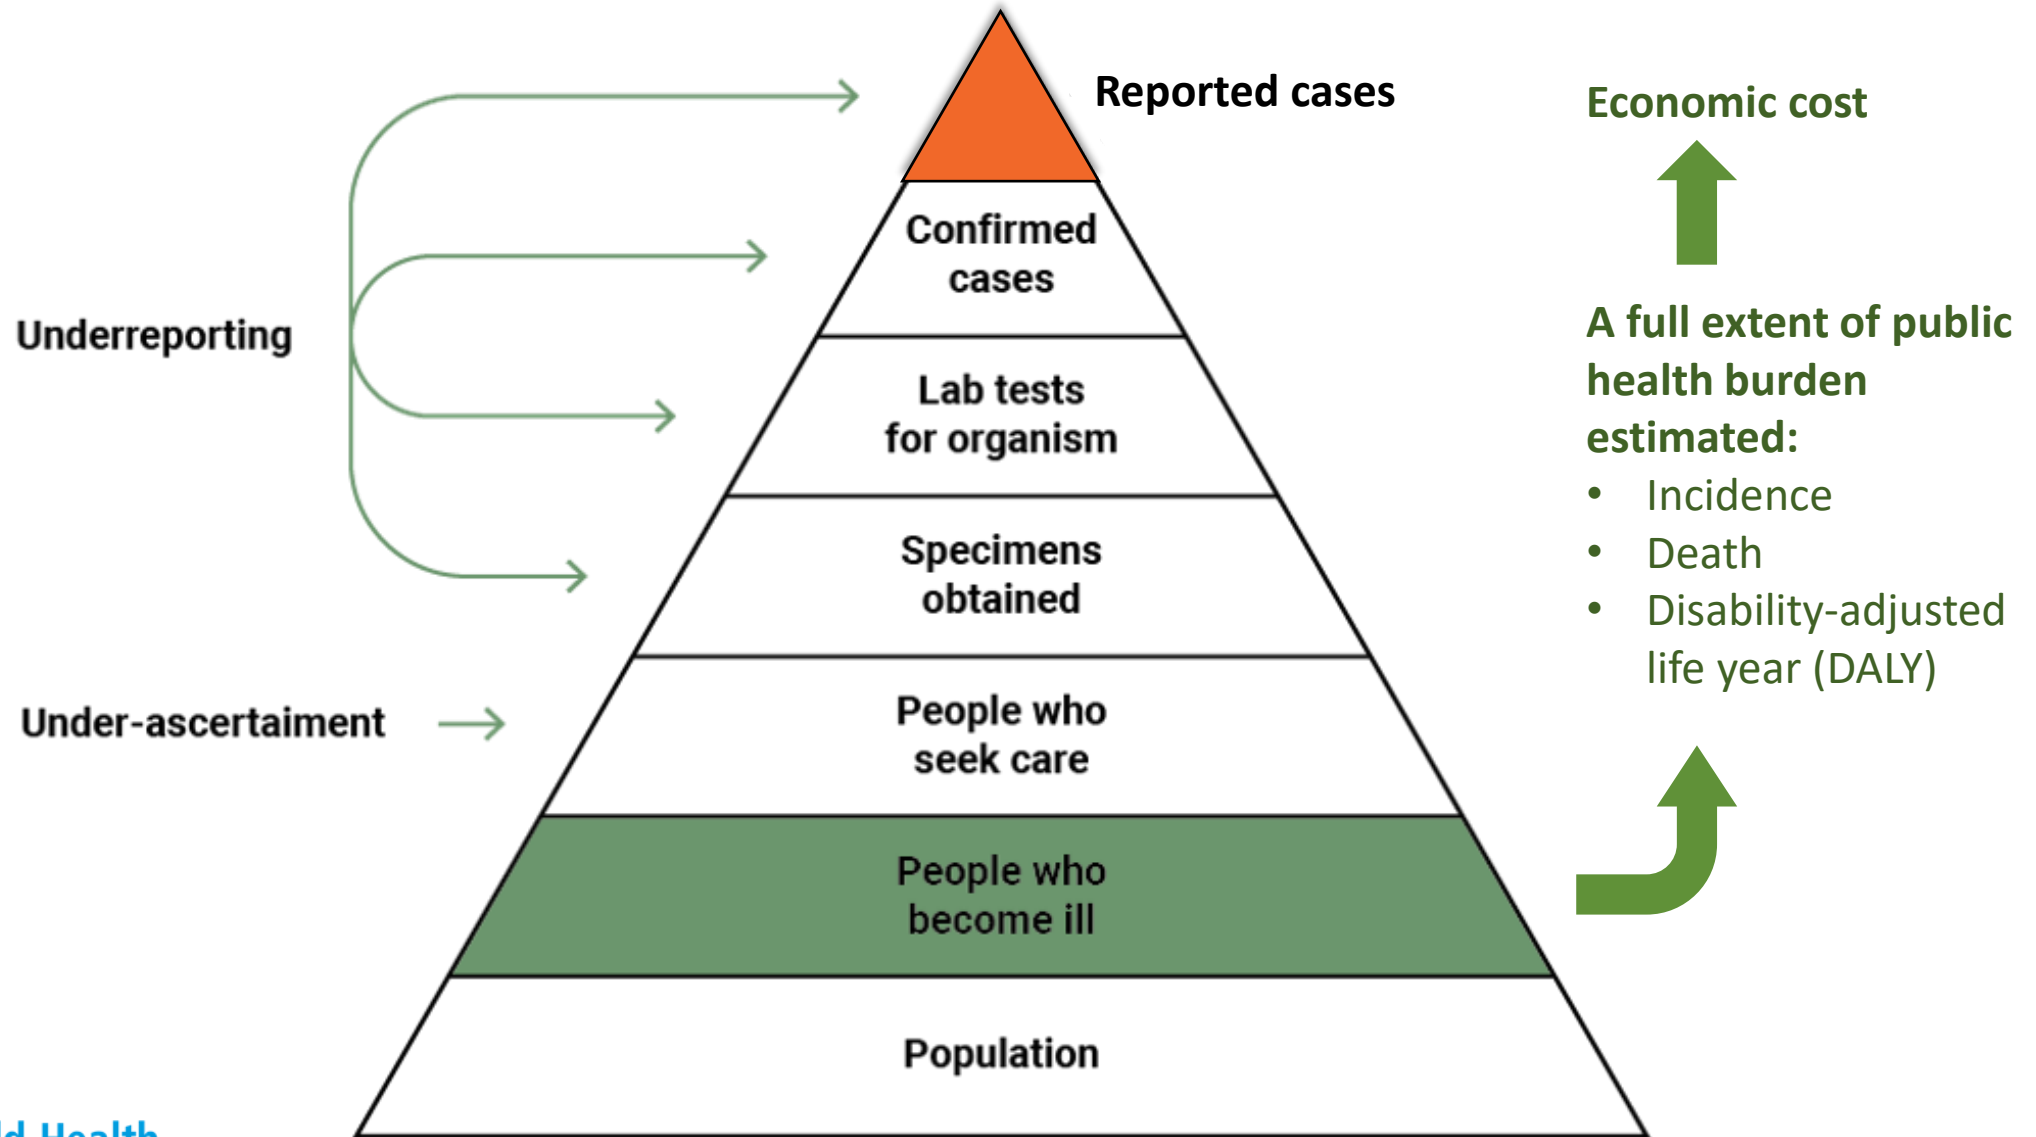 Reported cases
Economic cost
Confirmed
cases
Underreporting
A full extent of public
health burden
estimated:
• Incidence
• Death
• Disability-adjusted
life year (DALY)
Lab tests
for organism
Specimens
obtained
Under-ascertaiment
People who
seek care
People who
become ill
Population
Health